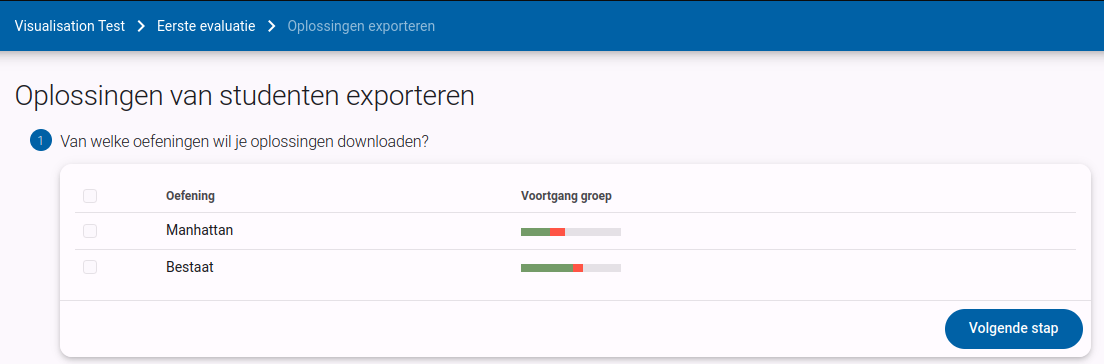 Visualisation Test > Eerste evaluatie > Oplossingen exporteren
Oplossingen van studenten exporteren
1 Van welke oefeningen wil je oplossingen downloaden?
Oefening Voortgang groep
Manhattan
Bestaat
Volgende stap